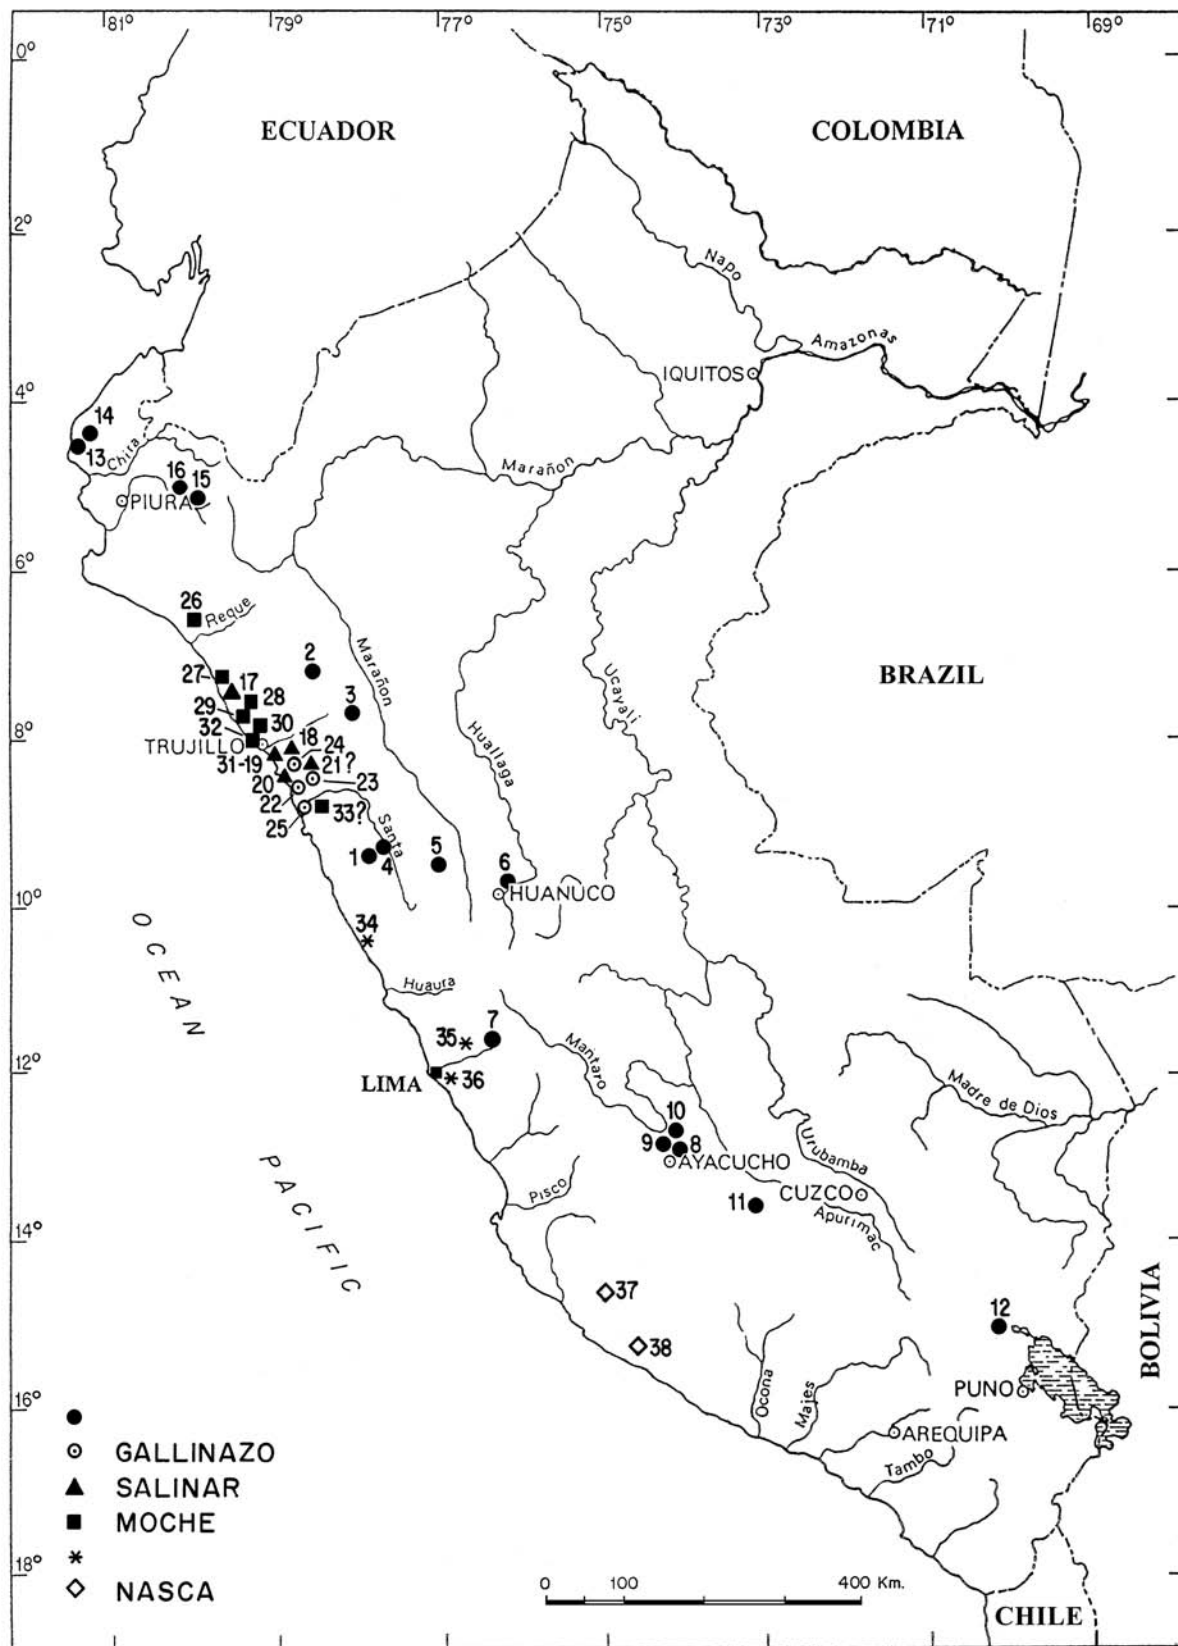 81° 79° 77° 75° 73° 71° 69°
0°
ECUADOR COLOMBIA
2°
Napo
Amazonas
IQUITOS
4°
14
13
Chira
Marañon
16 15
PIURA
6°
26
Reque
2
Marañon
Ucayali
BRAZIL
27 17
28
3
29
30
Huallaga
8°
32
18
TRUJILLO
24
31-19
21?
20
23
22
33?
25
Santa
1 4
5
6
HUANUCO
10°
34
OCEAN
Huaura
7
35
Mantaro
12°
36
LIMA
Madre de Dios
10
9 8
AYACUCHO
Urubamba
Pisco
CUZCO
11
Apurimac
14°
PACIFIC
37
12
BOLIVIA
38
PUNO
16°
Ocona
Majes
AREQUIPA
GALLINAZO
Tambo
SALINAR
MOCHE
18°
NASCA
0 100 400 Km.
CHILE